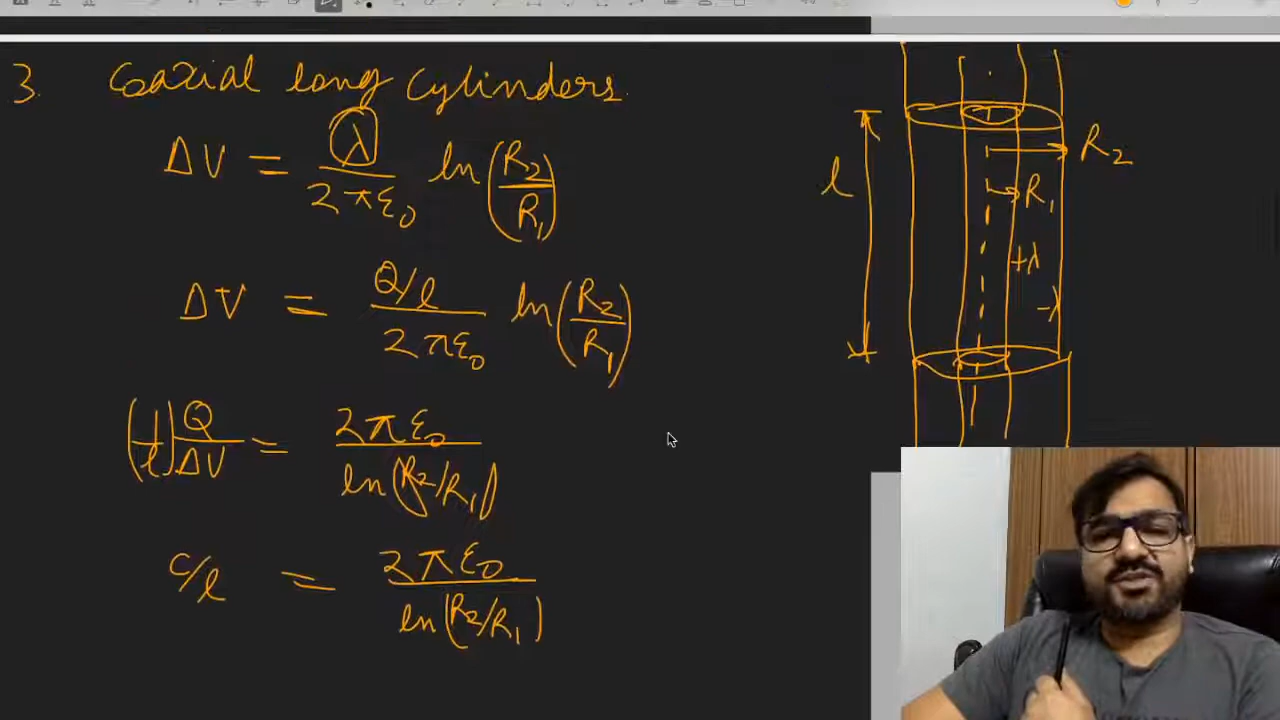 3. Coaxial long cylinders.
ΔV = λ / 2πε₀ ln(R₂/R₁)
ΔV = Q/l / 2πε₀ ln(R₂/R₁)
(1/l) Q/ΔV = 2πε₀ / ln(R₂/R₁)
C/l = 2πε₀ / ln(R₂/R₁)
l
R₂
R₁
+λ
-λ